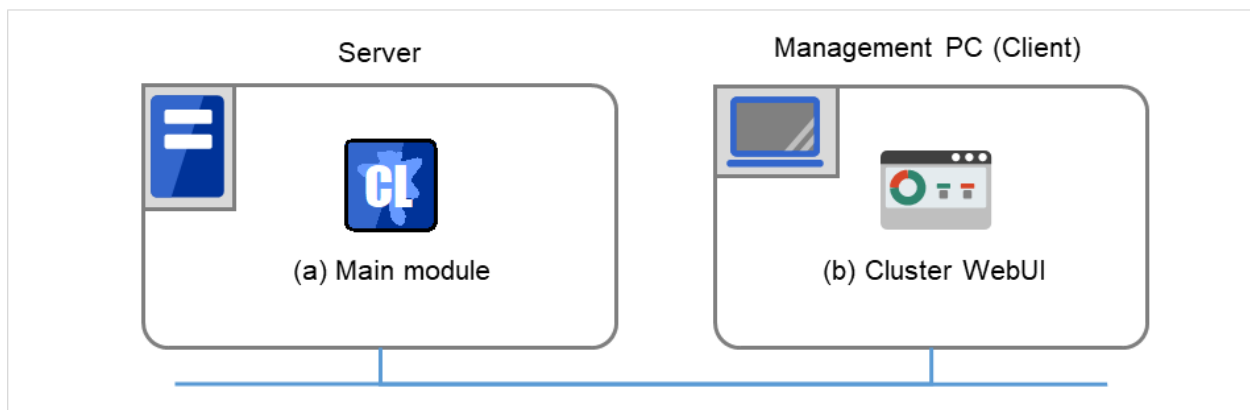 Server
Management PC (Client)
CL
(a) Main module
(b) Cluster WebUI